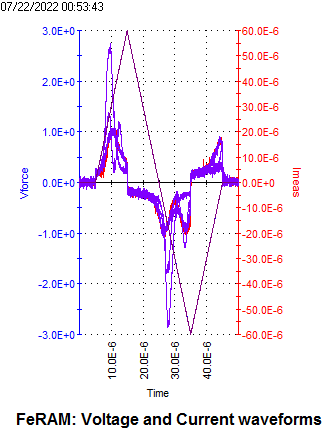 07/22/2022 00:53:43
3.0E+0
2.0E+0
1.0E+0
0.0E+0
-1.0E+0
-2.0E+0
-3.0E+0
Vforce
60.0E-6
50.0E-6
40.0E-6
30.0E-6
20.0E-6
10.0E-6
0.0E+0
-10.0E-6
-20.0E-6
-30.0E-6
-40.0E-6
-50.0E-6
-60.0E-6
Imeas
10.0E-6
20.0E-6
30.0E-6
40.0E-6
Time
FeRAM: Voltage and Current waveforms